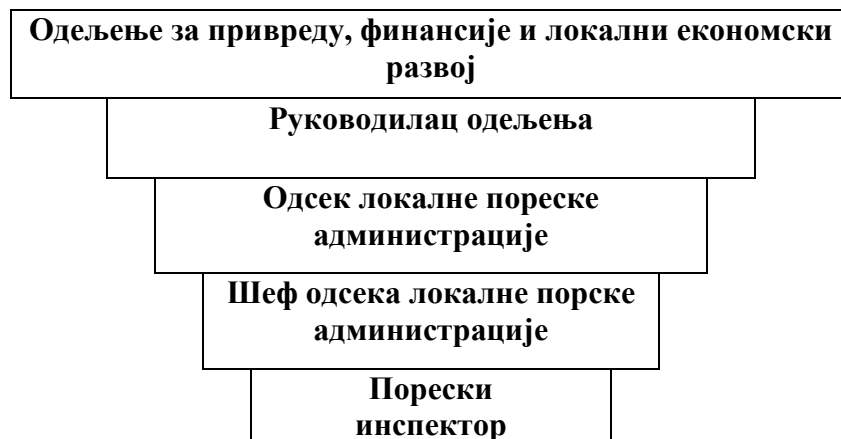 Одељење за привреду, финансије и локални економски
развој
Руководилац одељења
Одсек локалне пореске
администрације
Шеф одсека локалне порске
администрације
Порески
инспектор